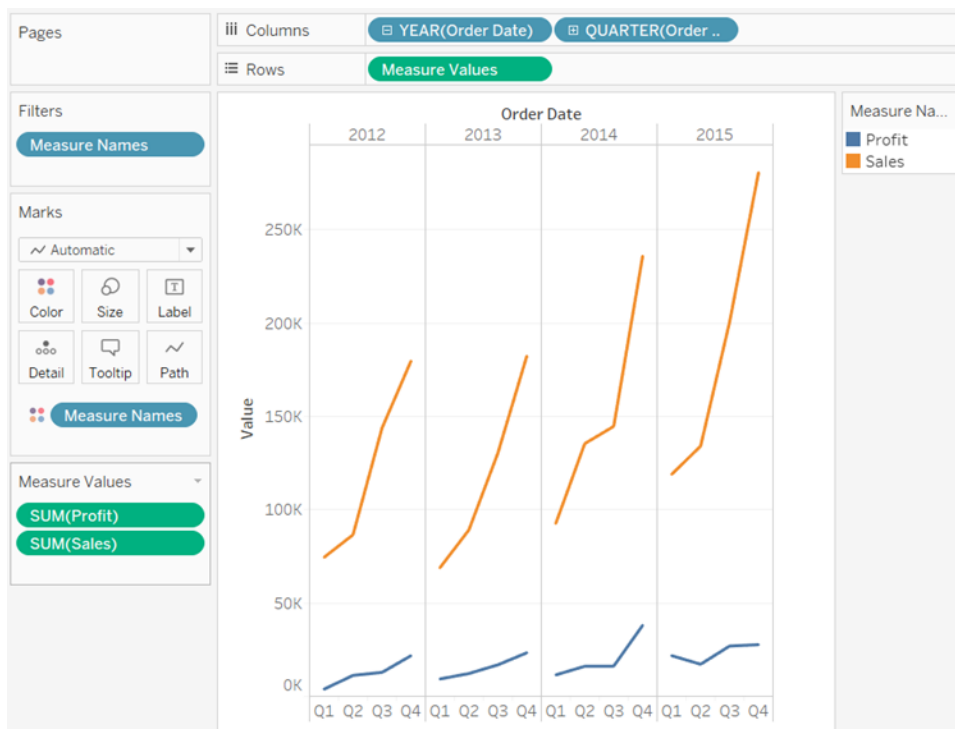 Pages
Columns
YEAR(Order Date)
QUARTER(Order ..
Rows
Measure Values
Filters
Measure Names
Marks
Automatic
Color Size Label
Detail Tooltip Path
Measure Names
Measure Values
SUM(Profit)
SUM(Sales)
Order Date
2012 2013 2014 2015
Value
250K
200K
150K
100K
50K
0K
Q1 Q2 Q3 Q4 Q1 Q2 Q3 Q4 Q1 Q2 Q3 Q4 Q1 Q2 Q3 Q4
Measure Na...
Profit
Sales